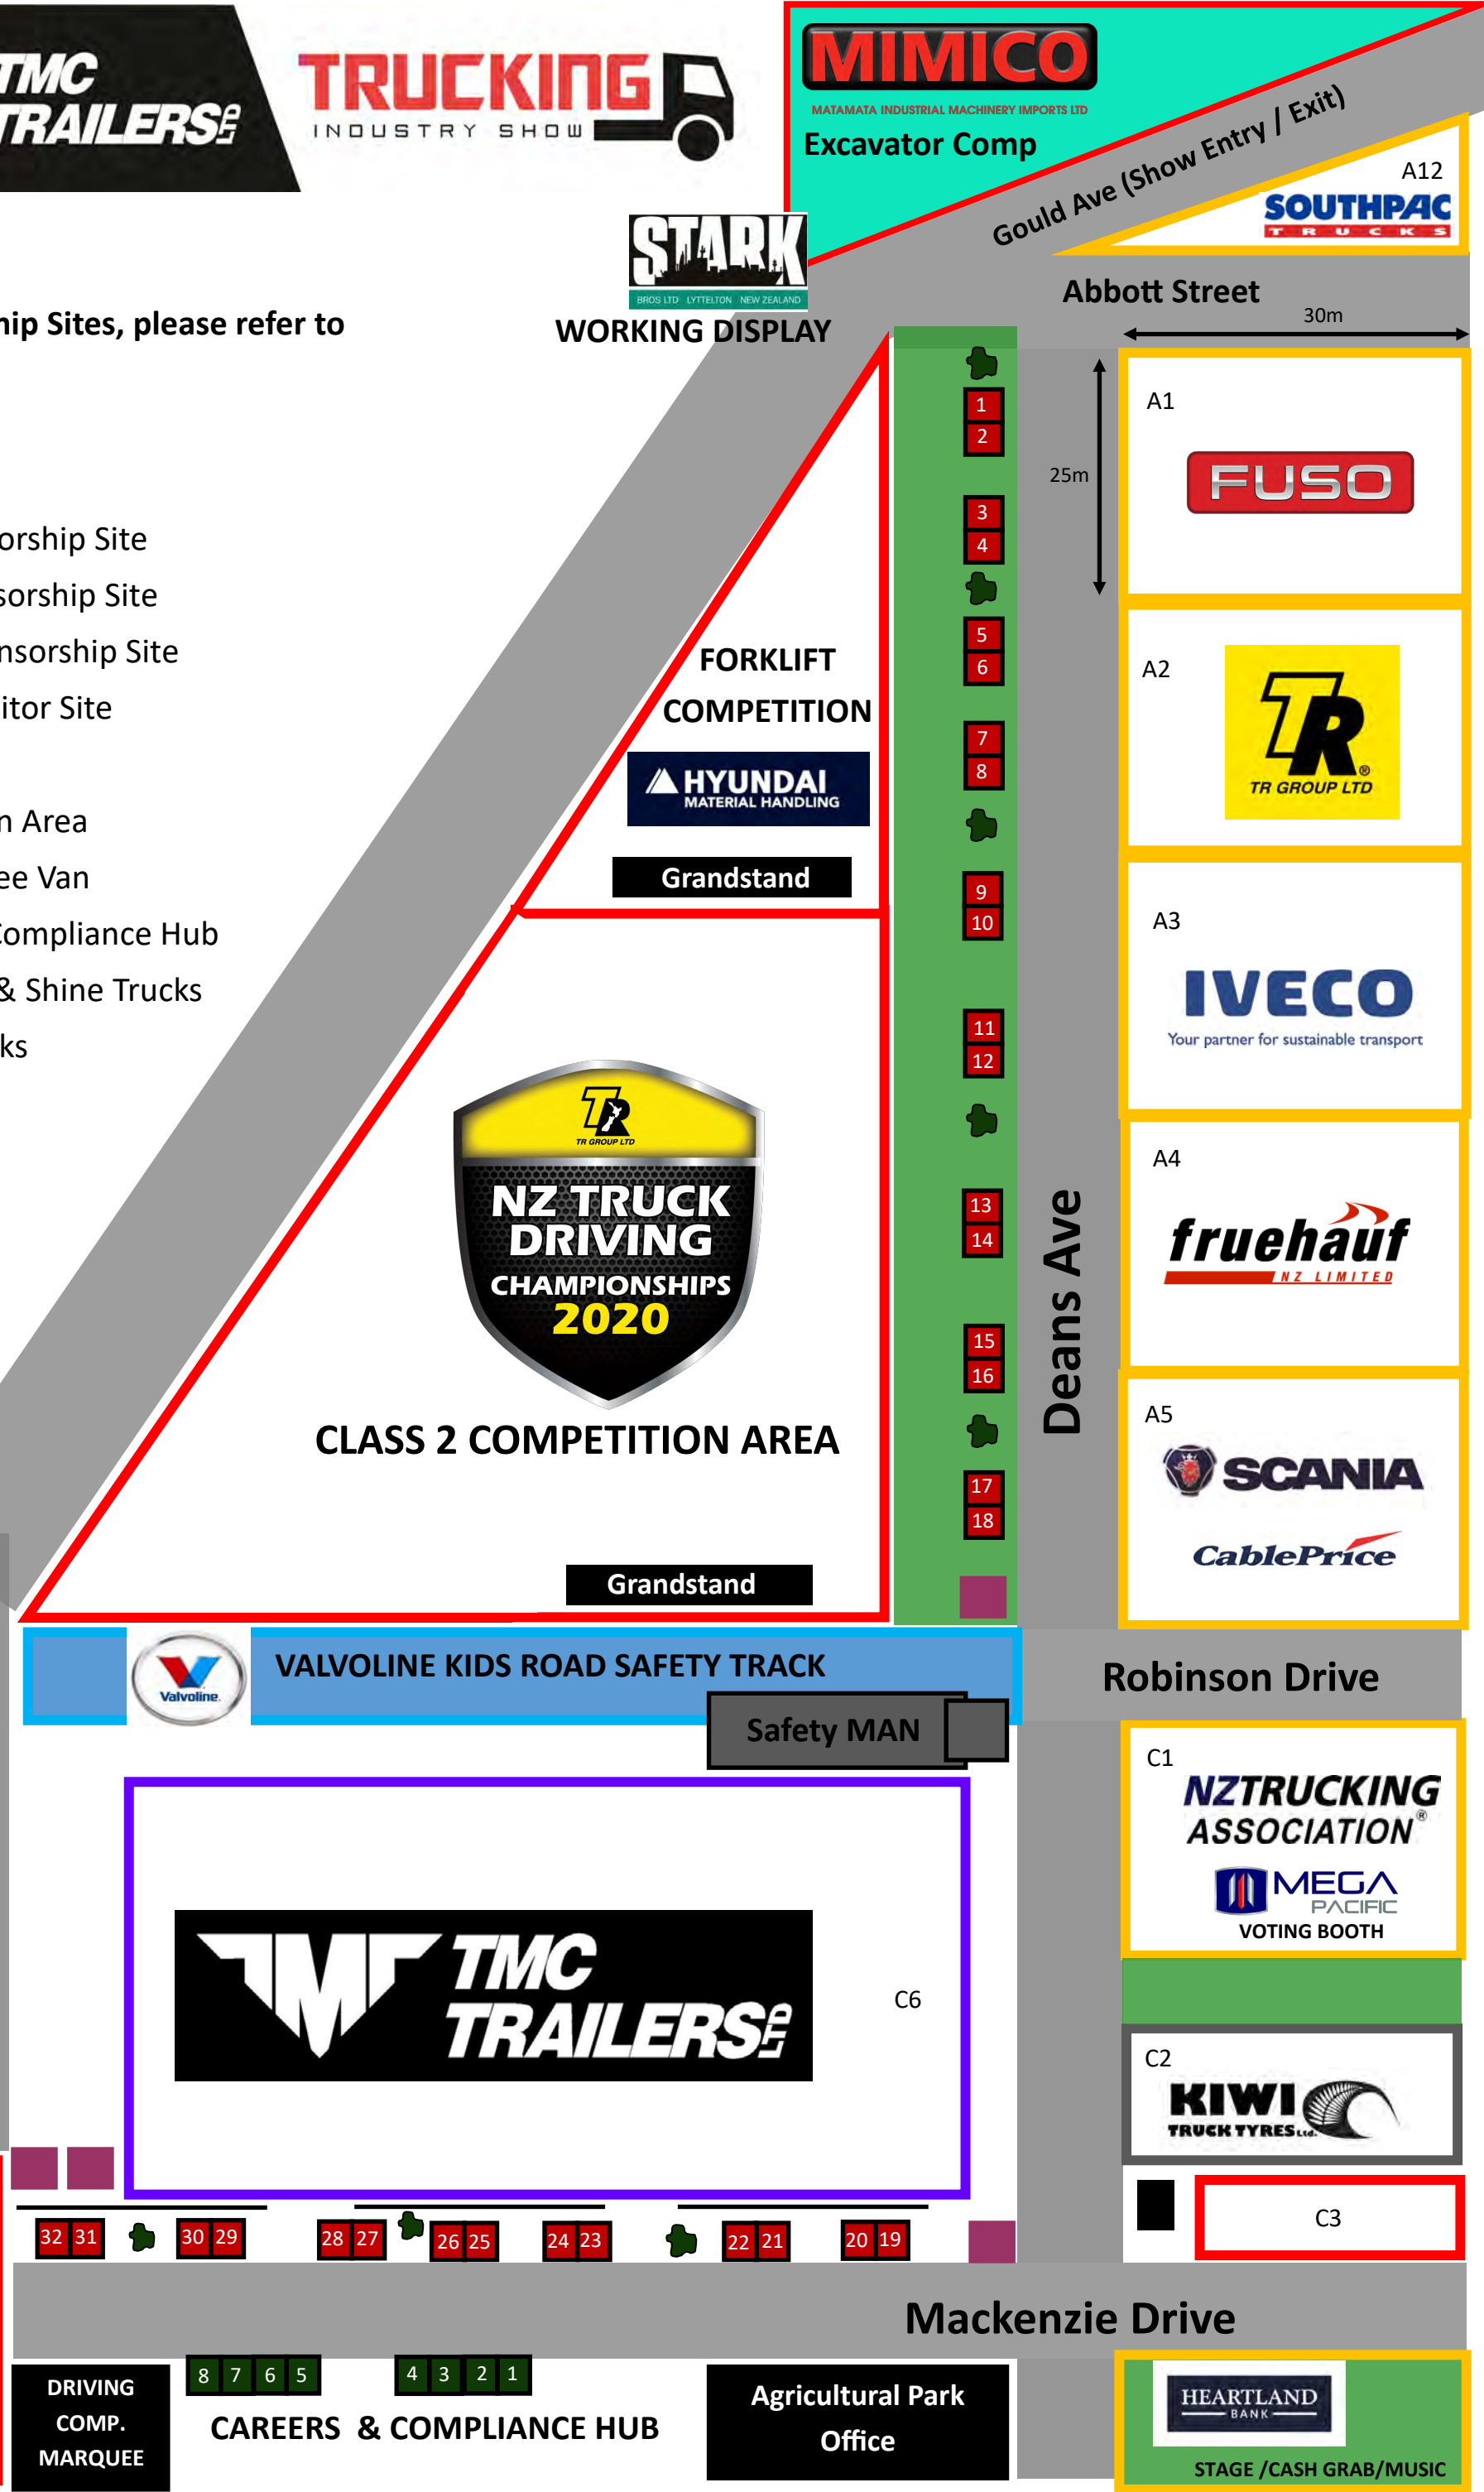 TMC
TRAILERS LTD
TRUCKING
INDUSTRY SHOW
MIMICO
MATAMATA INDUSTRIAL MACHINERY IMPORTS LTD
Excavator Comp
Gould Ave (Show Entry / Exit)
A12
SOUTHPAC
TRUCKS
STARK
BROS LTD LYTTELTON NEW ZEALAND
WORKING DISPLAY
Abbott Street
30m
hip Sites, please refer to
orship Site
sorship Site
nsorship Site
itor Site
n Area
ee Van
Compliance Hub
& Shine Trucks
ks
1
2
3
4
5
6
7
8
9
10
11
12
13
14
15
16
17
18
25m
A1
FUSO
A2
TR®
TR GROUP LTD
A3
IVECO
Your partner for sustainable transport
A4
fruehauf
NZ LIMITED
A5
SCANIA
CablePrice
Deans Ave
FORKLIFT
COMPETITION
HYUNDAI
MATERIAL HANDLING
Grandstand
TR
TR GROUP LTD
NZ TRUCK
DRIVING
CHAMPIONSHIPS
2020
CLASS 2 COMPETITION AREA
Grandstand
Valvoline.
VALVOLINE KIDS ROAD SAFETY TRACK
Safety MAN
Robinson Drive
C1
NZTRUCKING
ASSOCIATION®
MEGA
PACIFIC
VOTING BOOTH
TMC
TRAILERS LTD
C6
C2
KIWI
TRUCK TYRES Ltd.
C3
32 31 30 29 28 27 26 25 24 23 22 21 20 19
Mackenzie Drive
DRIVING
COMP.
MARQUEE
8 7 6 5 4 3 2 1
CAREERS & COMPLIANCE HUB
Agricultural Park
Office
HEARTLAND
BANK
STAGE /CASH GRAB/MUSIC